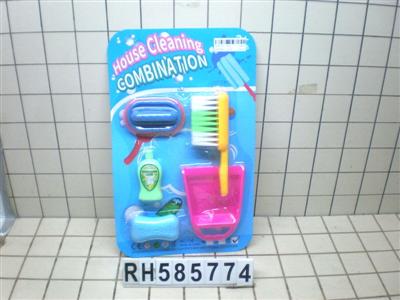 House Cleaning
COMBINATION
RH585774